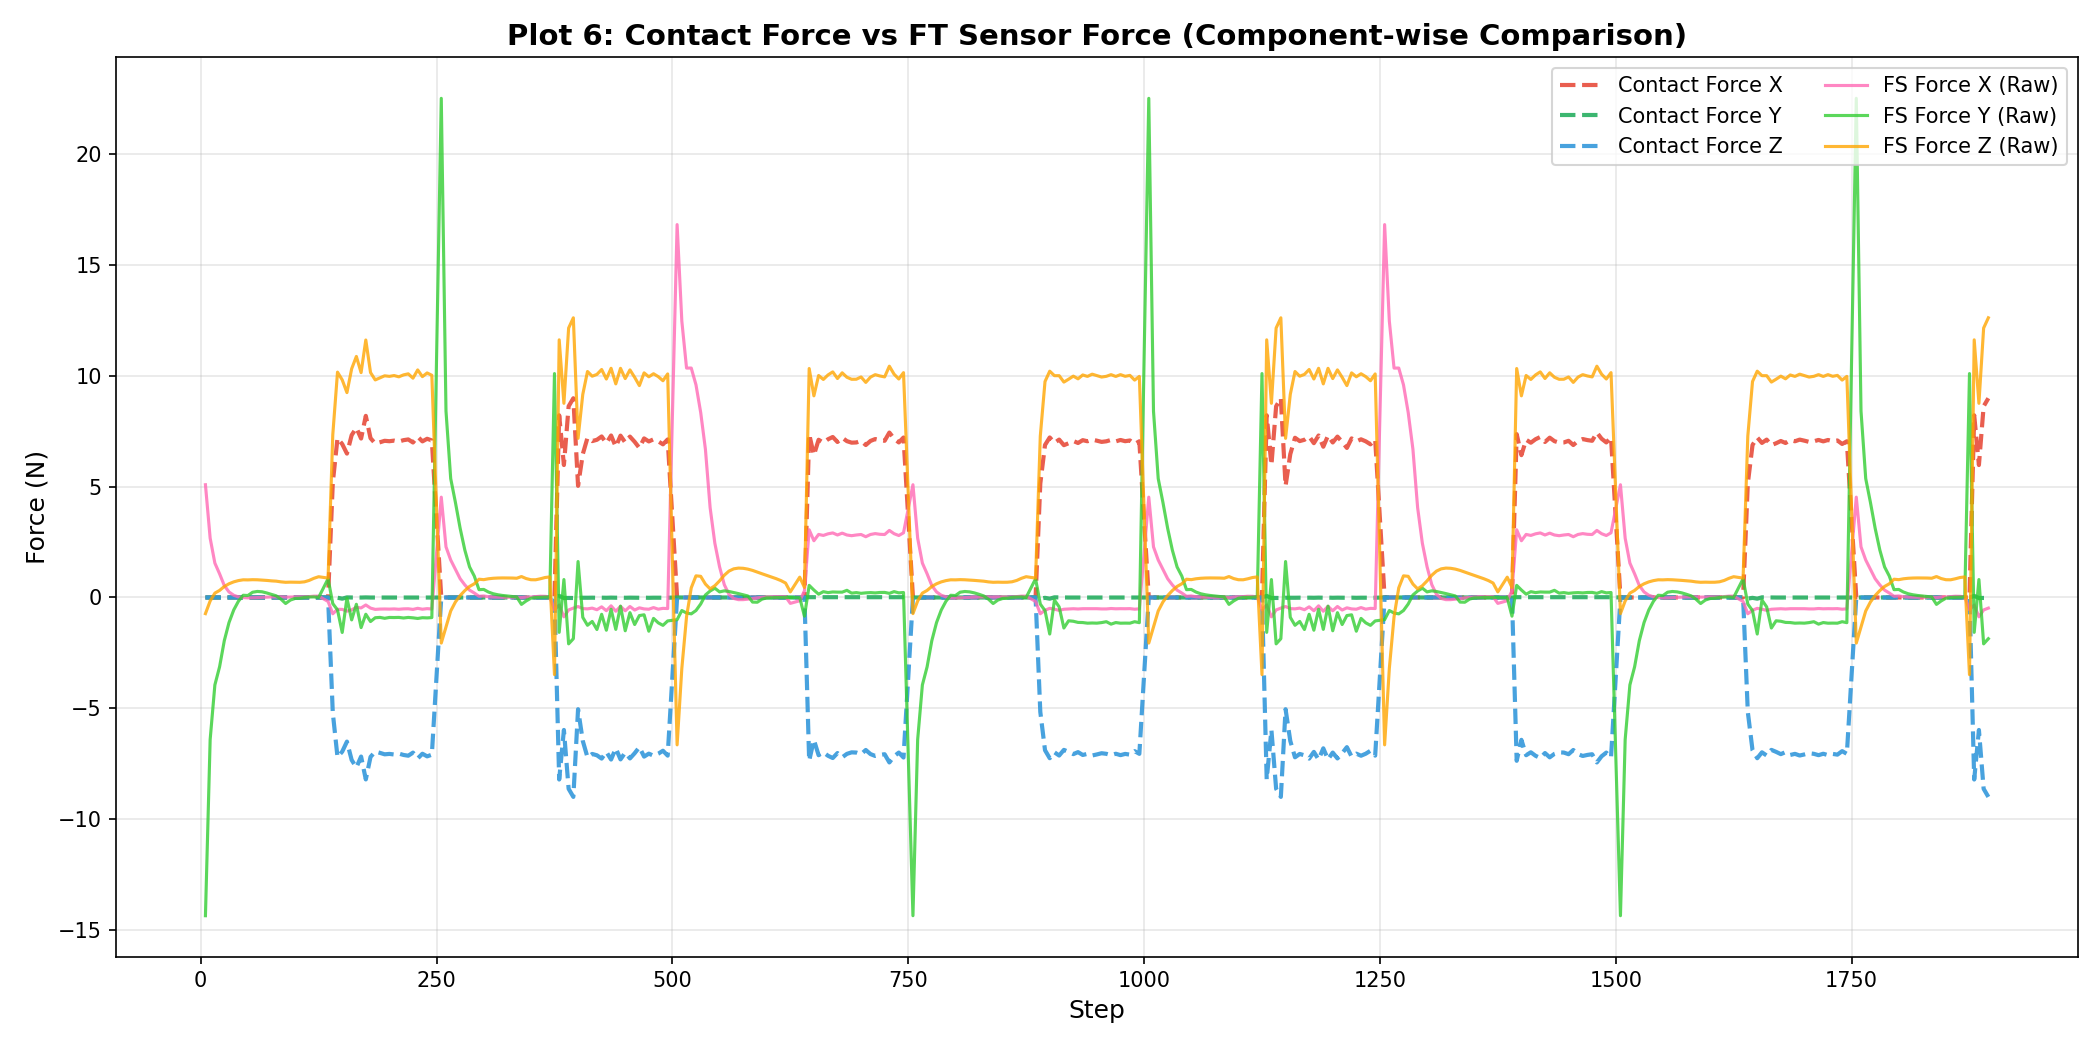 Plot 6: Contact Force vs FT Sensor Force (Component-wise Comparison)
Contact Force X
Contact Force Y
Contact Force Z
FS Force X (Raw)
FS Force Y (Raw)
FS Force Z (Raw)
Force (N)
20
15
10
5
0
−5
−10
−15
0 250 500 750 1000 1250 1500 1750
Step